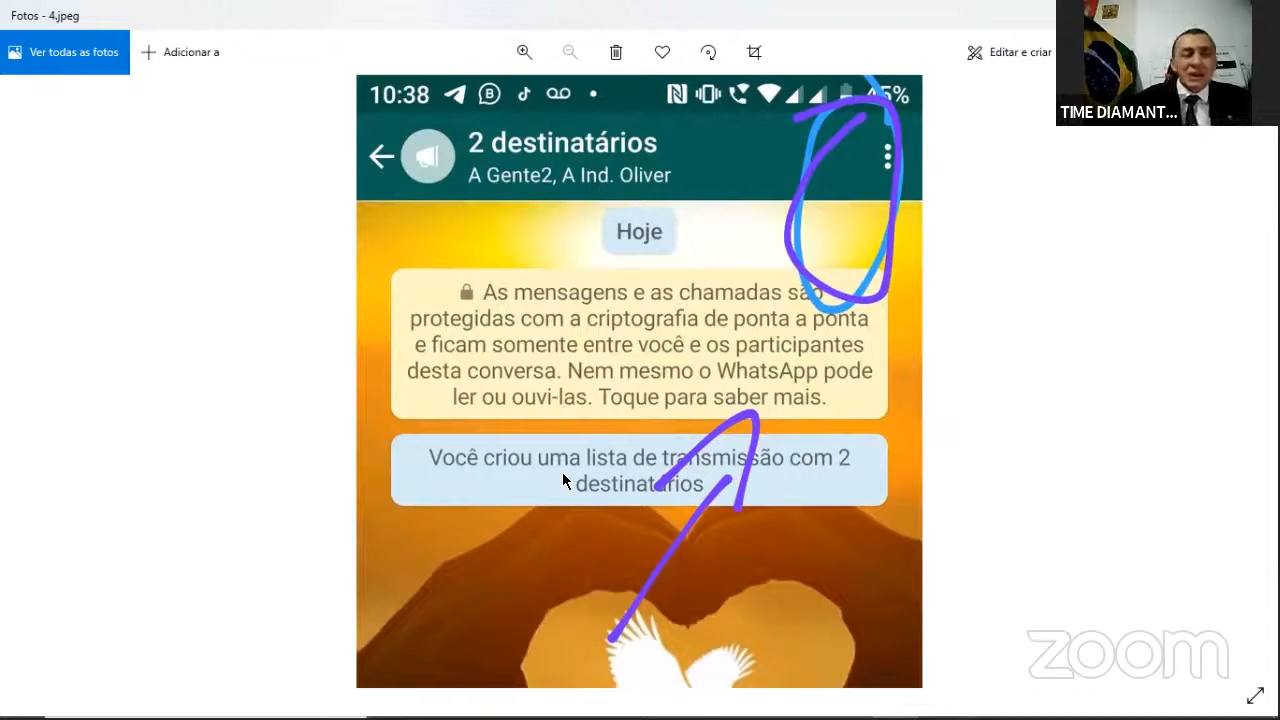 Fotos - 4.jpeg
Ver todas as fotos
Adicionar a
Editar e criar
TIME DIAMANT...
10:38
45%
2 destinatários
A Gente2, A Ind. Oliver
Hoje
As mensagens e as chamadas são
protegidas com a criptografia de ponta a ponta
e ficam somente entre você e os participantes
desta conversa. Nem mesmo o WhatsApp pode
ler ou ouvi-las. Toque para saber mais.
Você criou uma lista de transmissão com 2
destinatários
zoom